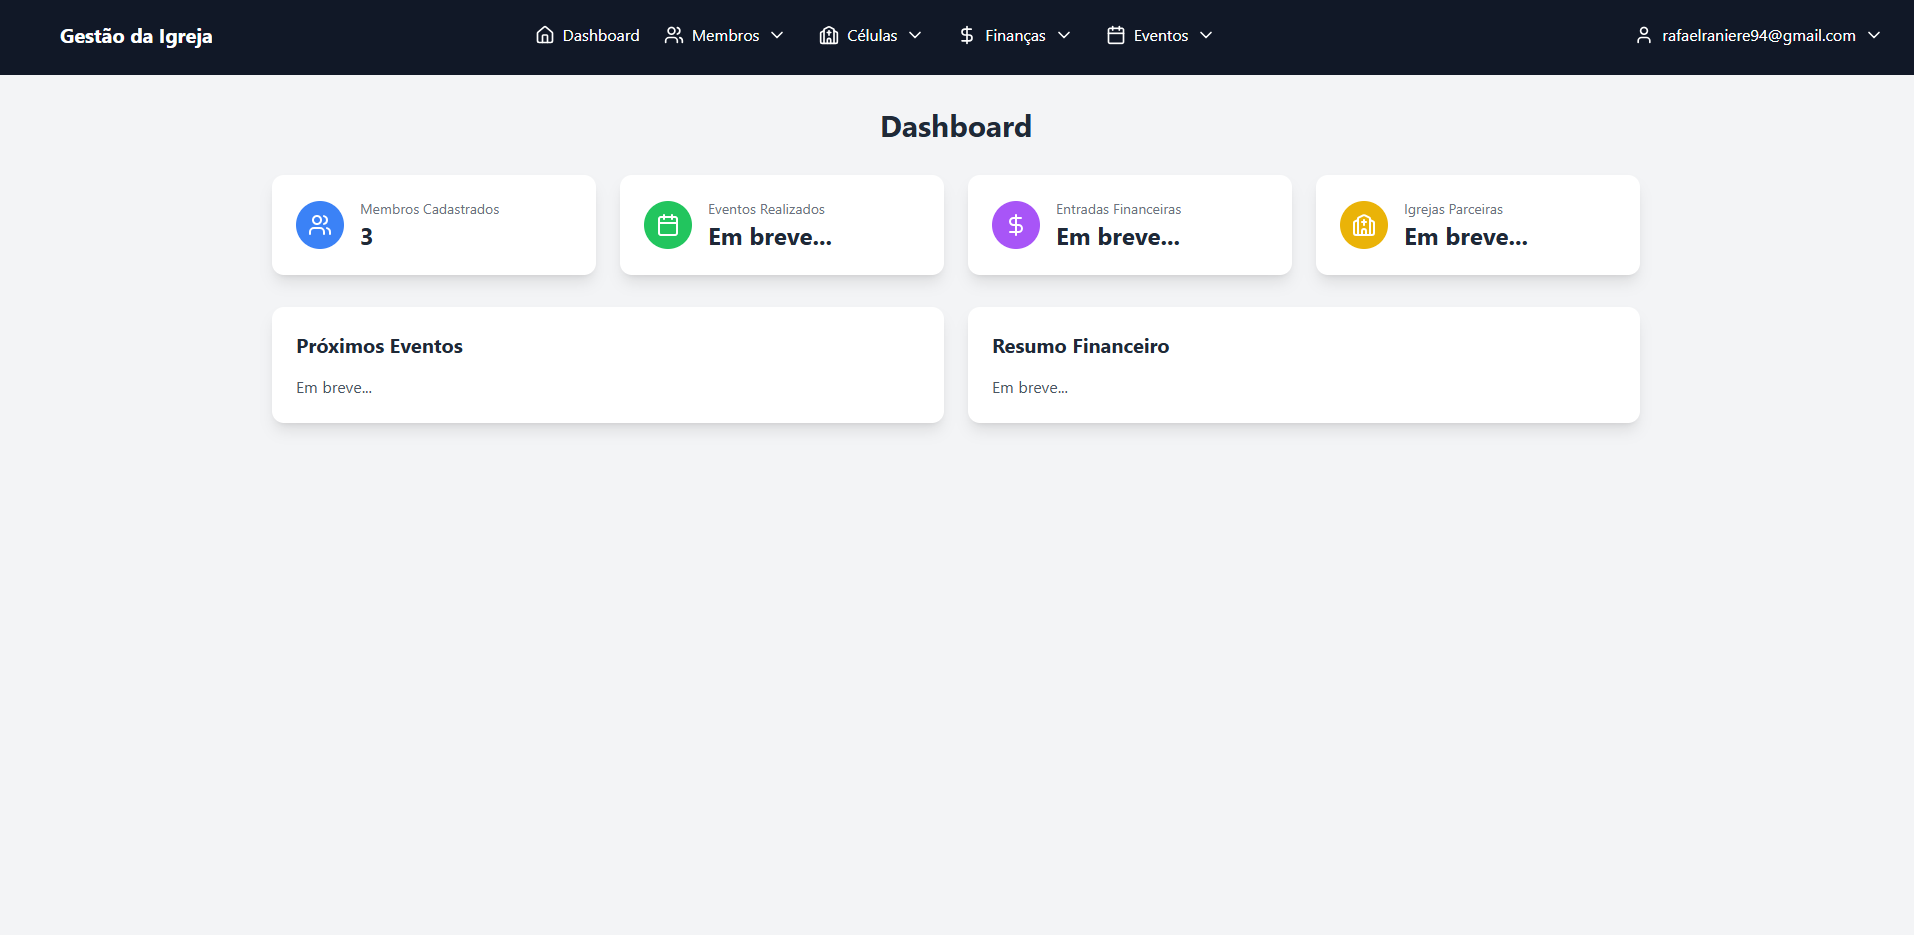 Gestão da Igreja
Dashboard
Membros
Células
Finanças
Eventos
rafaelraniere94@gmail.com
Dashboard
Membros Cadastrados
3
Eventos Realizados
Em breve...
Entradas Financeiras
Em breve...
Igrejas Parceiras
Em breve...
Próximos Eventos
Em breve...
Resumo Financeiro
Em breve...